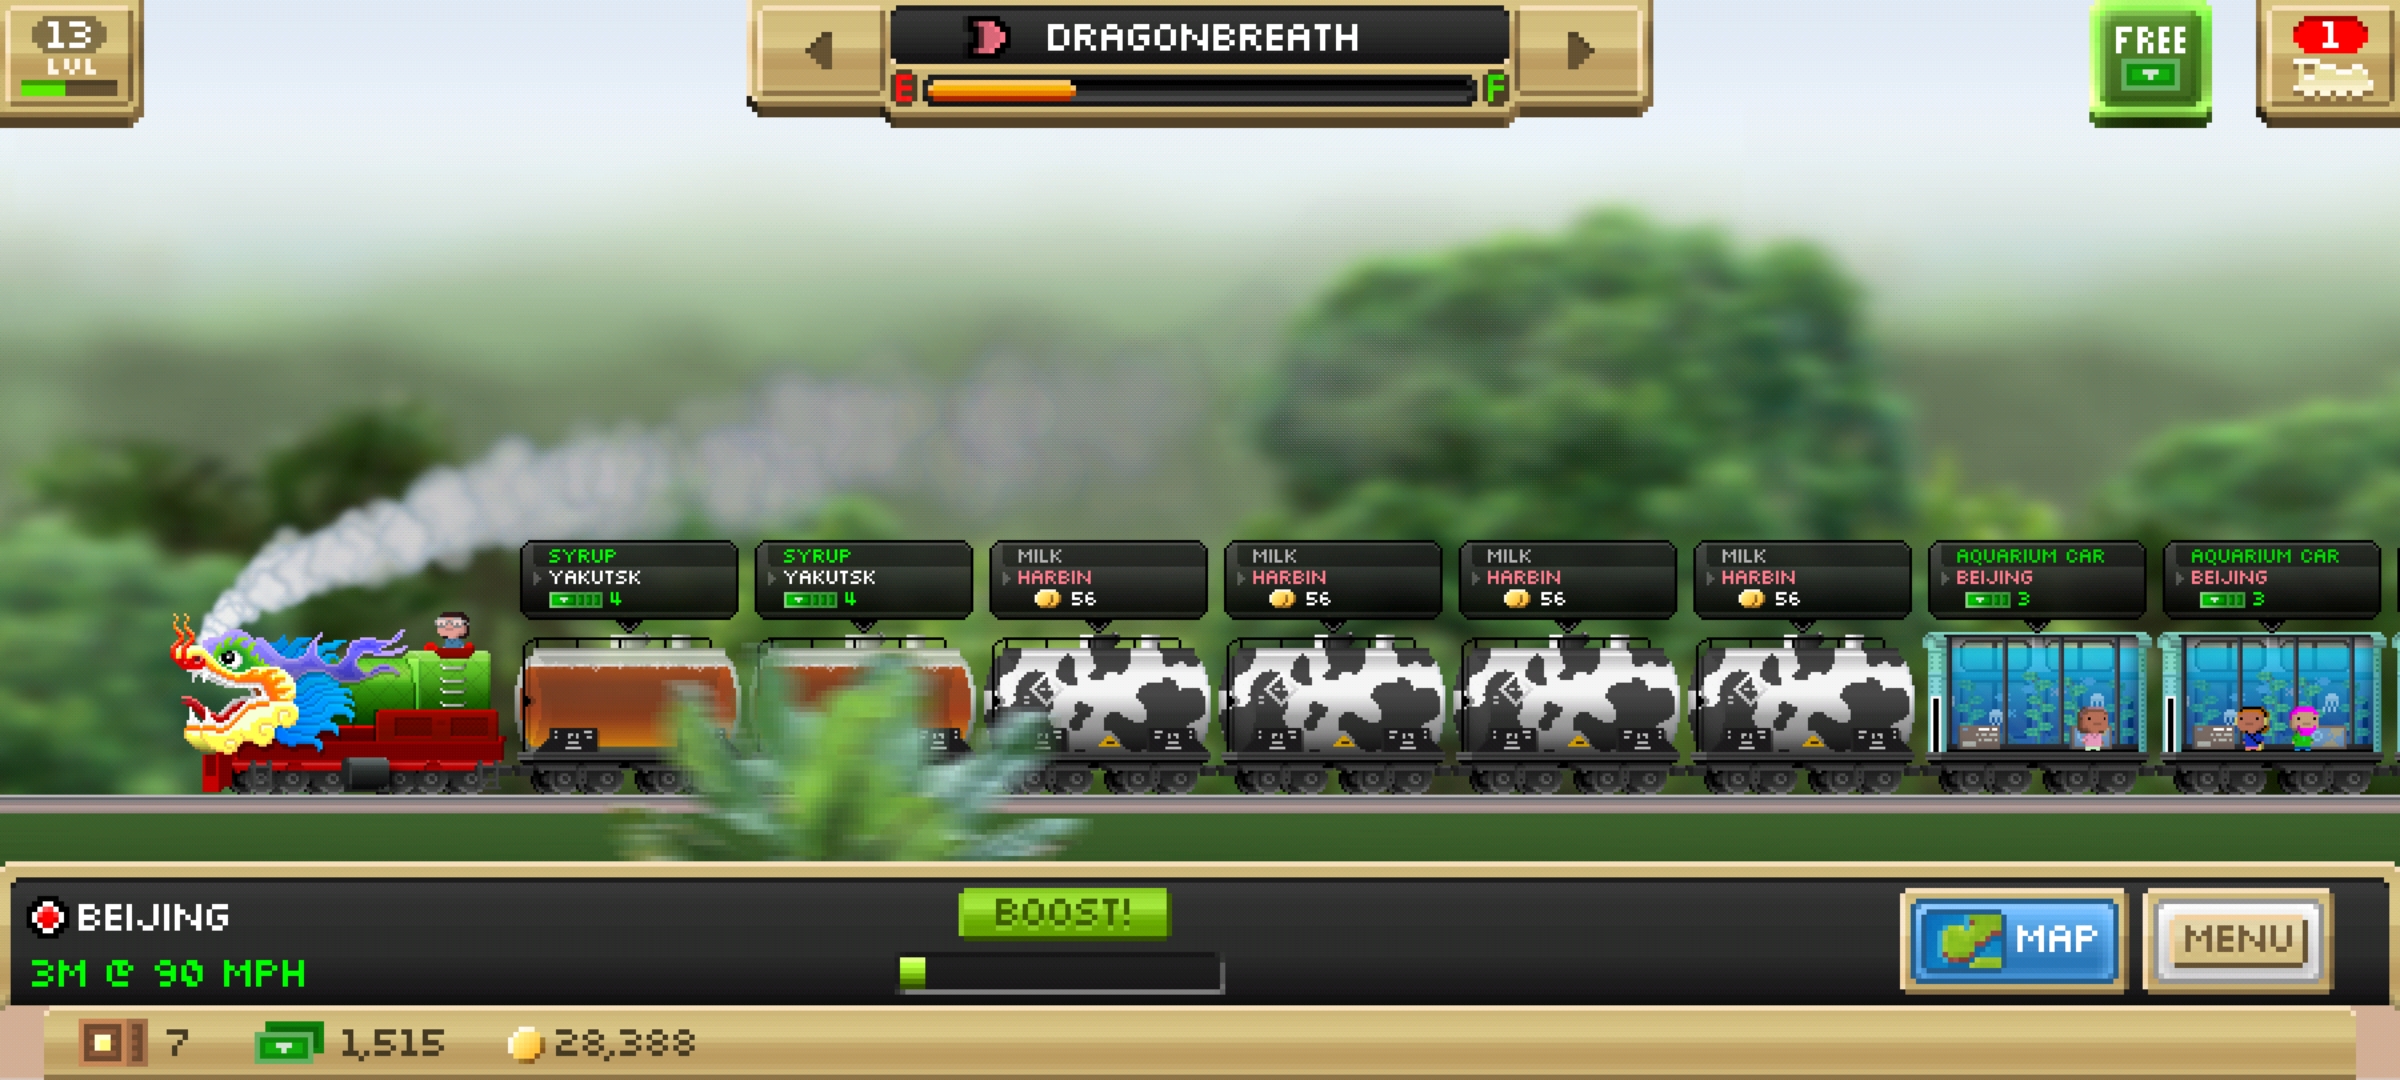 13
LVL
DRAGONBREATH
E
F
FREE
1
SYRUP
YAKUTSK
4
SYRUP
YAKUTSK
4
MILK
HARBIN
56
MILK
HARBIN
56
MILK
HARBIN
56
MILK
HARBIN
56
AQUARIUM CAR
BEIJING
3
AQUARIUM CAR
BEIJING
3
BEIJING
3M @ 90 MPH
BOOST!
MAP
MENU
7
1,515
28,388